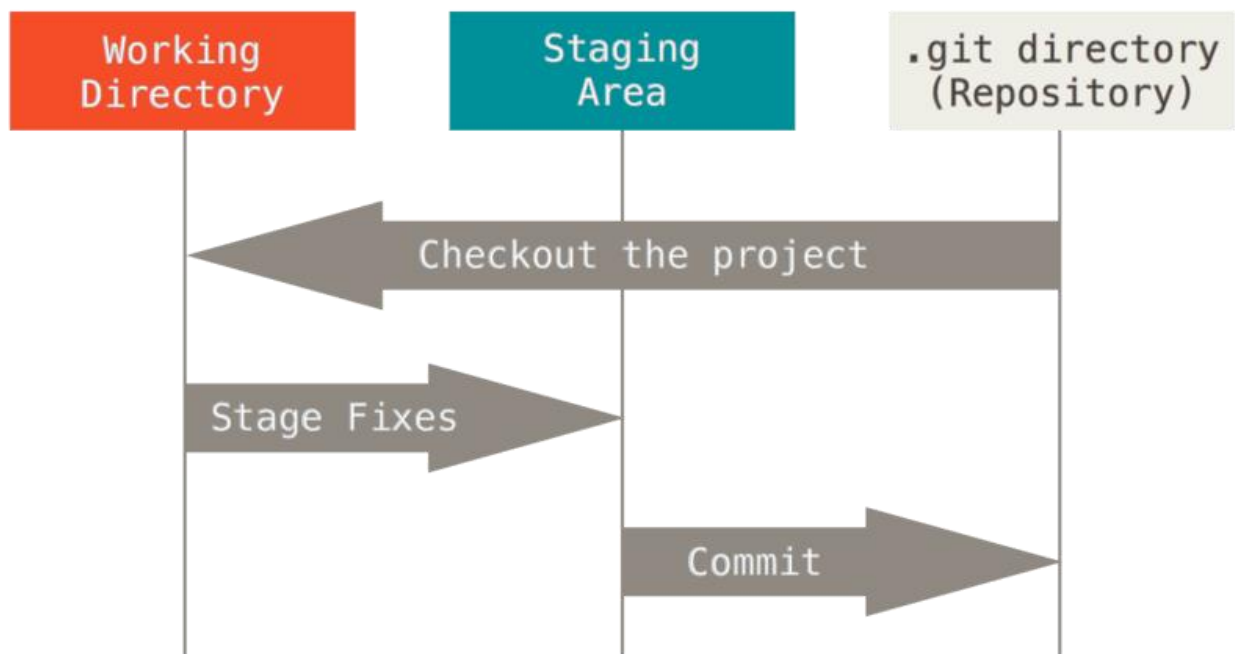 Working
Directory
Staging
Area
.git directory
(Repository)
Checkout the project
Stage Fixes
Commit